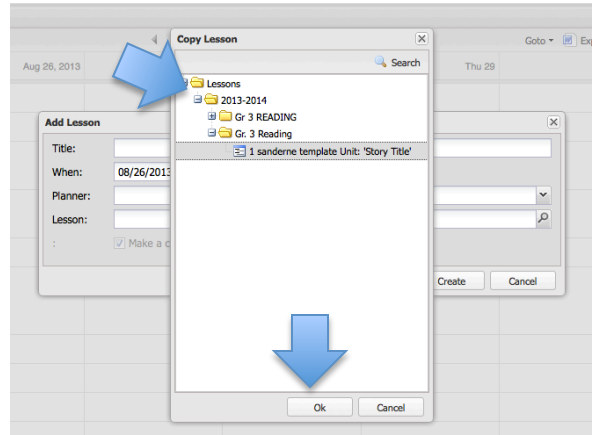 Copy Lesson
Goto
Search
Aug 26, 2013
Thu 29
Lessons
2013-2014
Add Lesson
Gr 3 READING
Title:
Gr. 3 Reading
1 sanderne template Unit: 'Story Title'
When: 08/26/2013
Planner:
Lesson:
: Make a
Create Cancel
Ok Cancel